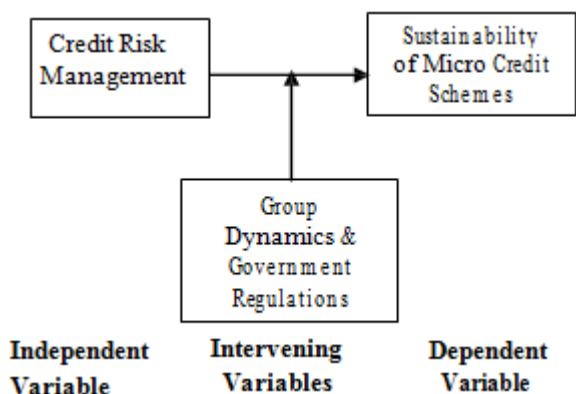 Credit Risk
Management
Sustainability
of Micro Credit
Schemes
Group
Dynamics &
Government
Regulations
Independent
Variable
Intervening
Variables
Dependent
Variable